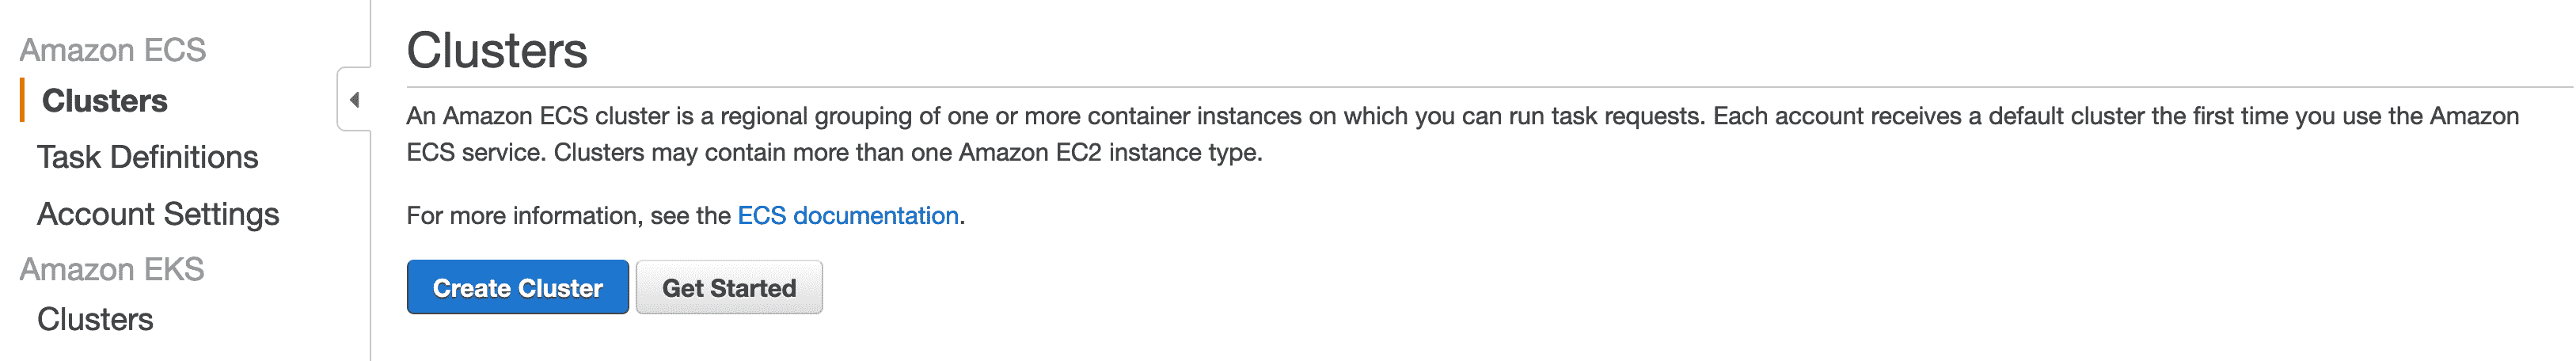 Amazon ECS
Clusters
Task Definitions
Account Settings
Amazon EKS
Clusters
Clusters
An Amazon ECS cluster is a regional grouping of one or more container instances on which you can run task requests. Each account receives a default cluster the first time you use the Amazon
ECS service. Clusters may contain more than one Amazon EC2 instance type.
For more information, see the ECS documentation.
Create Cluster
Get Started